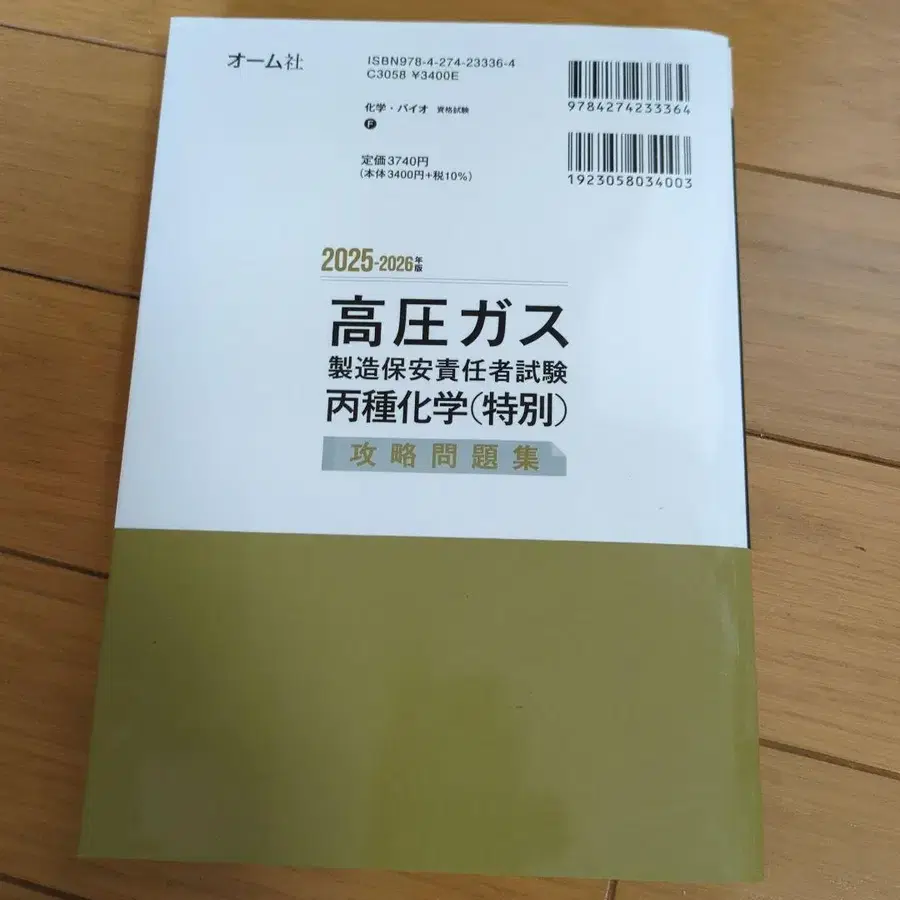 オーム社
ISBN978-4-274-23336-4
C3058 ¥3400E
化学・バイオ 資格試験
F
定価3740円
(本体3400円+税10%)
9784274233364
1923058034003
2025-2026年版
高圧ガス
製造保安責任者試験
丙種化学(特別)
攻略問題集